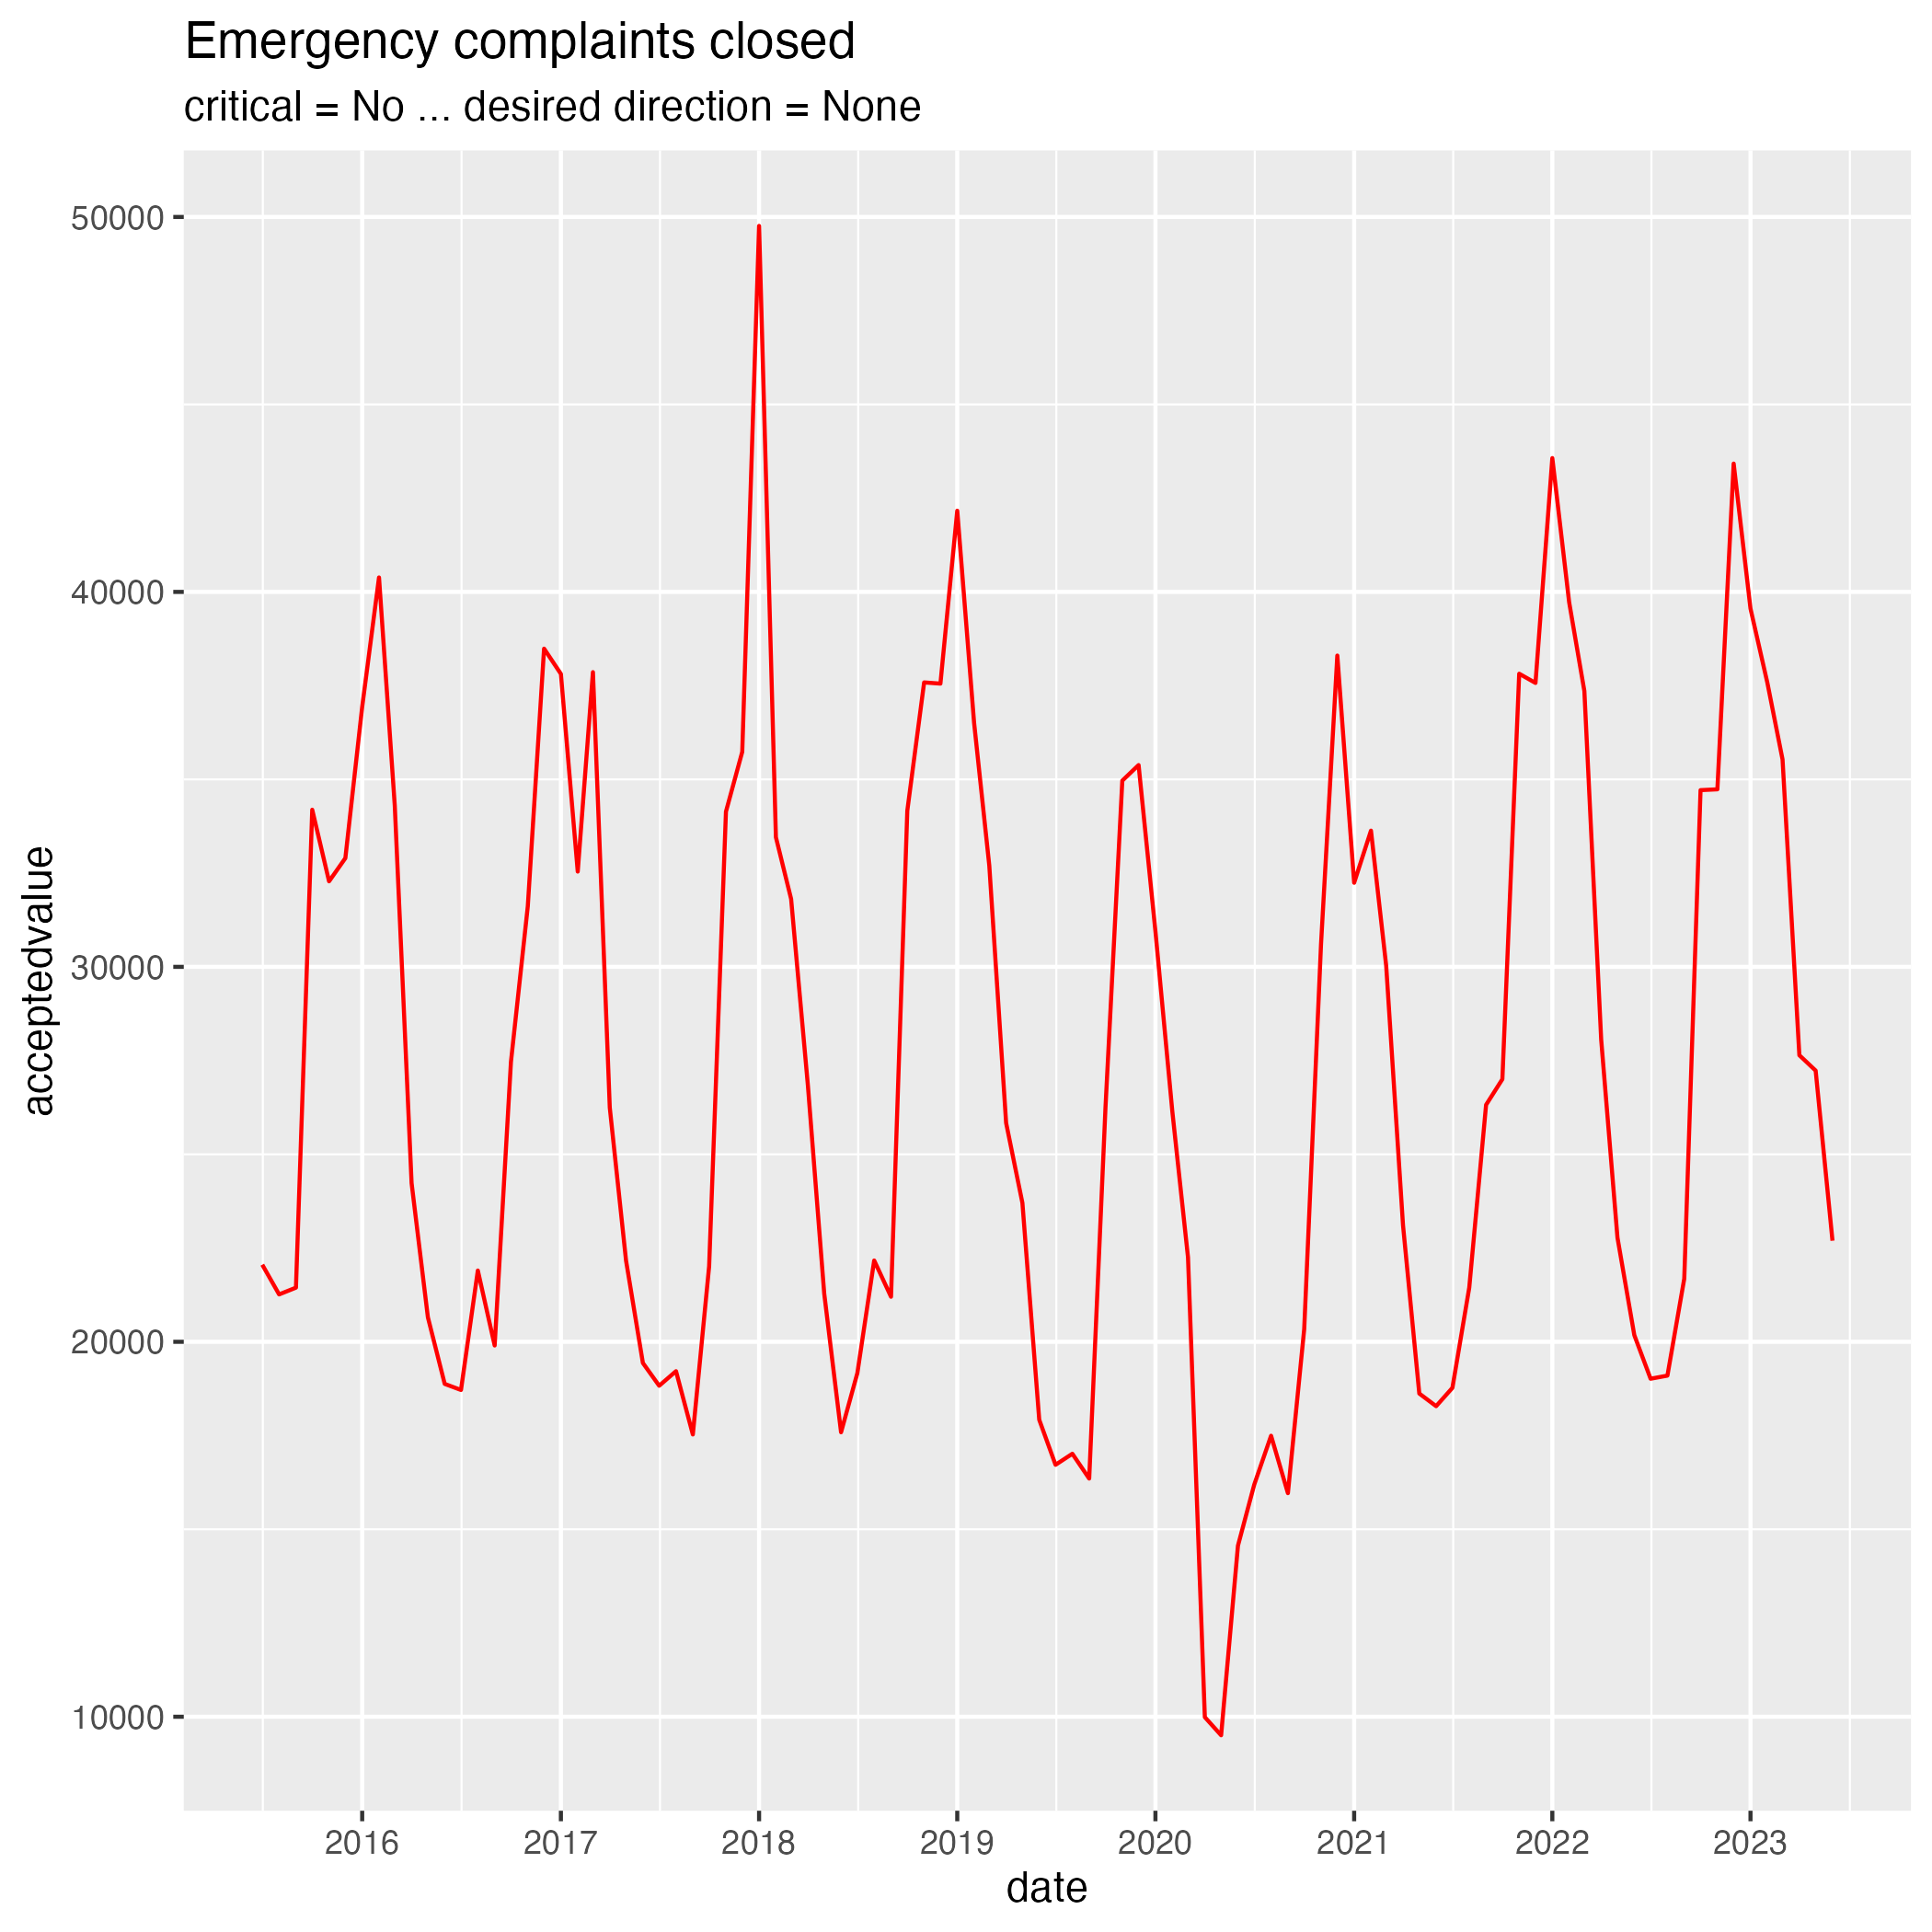 Emergency complaints closed
critical = No ... desired direction = None
50000
40000
30000
20000
10000
acceptedvalue
2016 2017 2018 2019 2020 2021 2022 2023
date